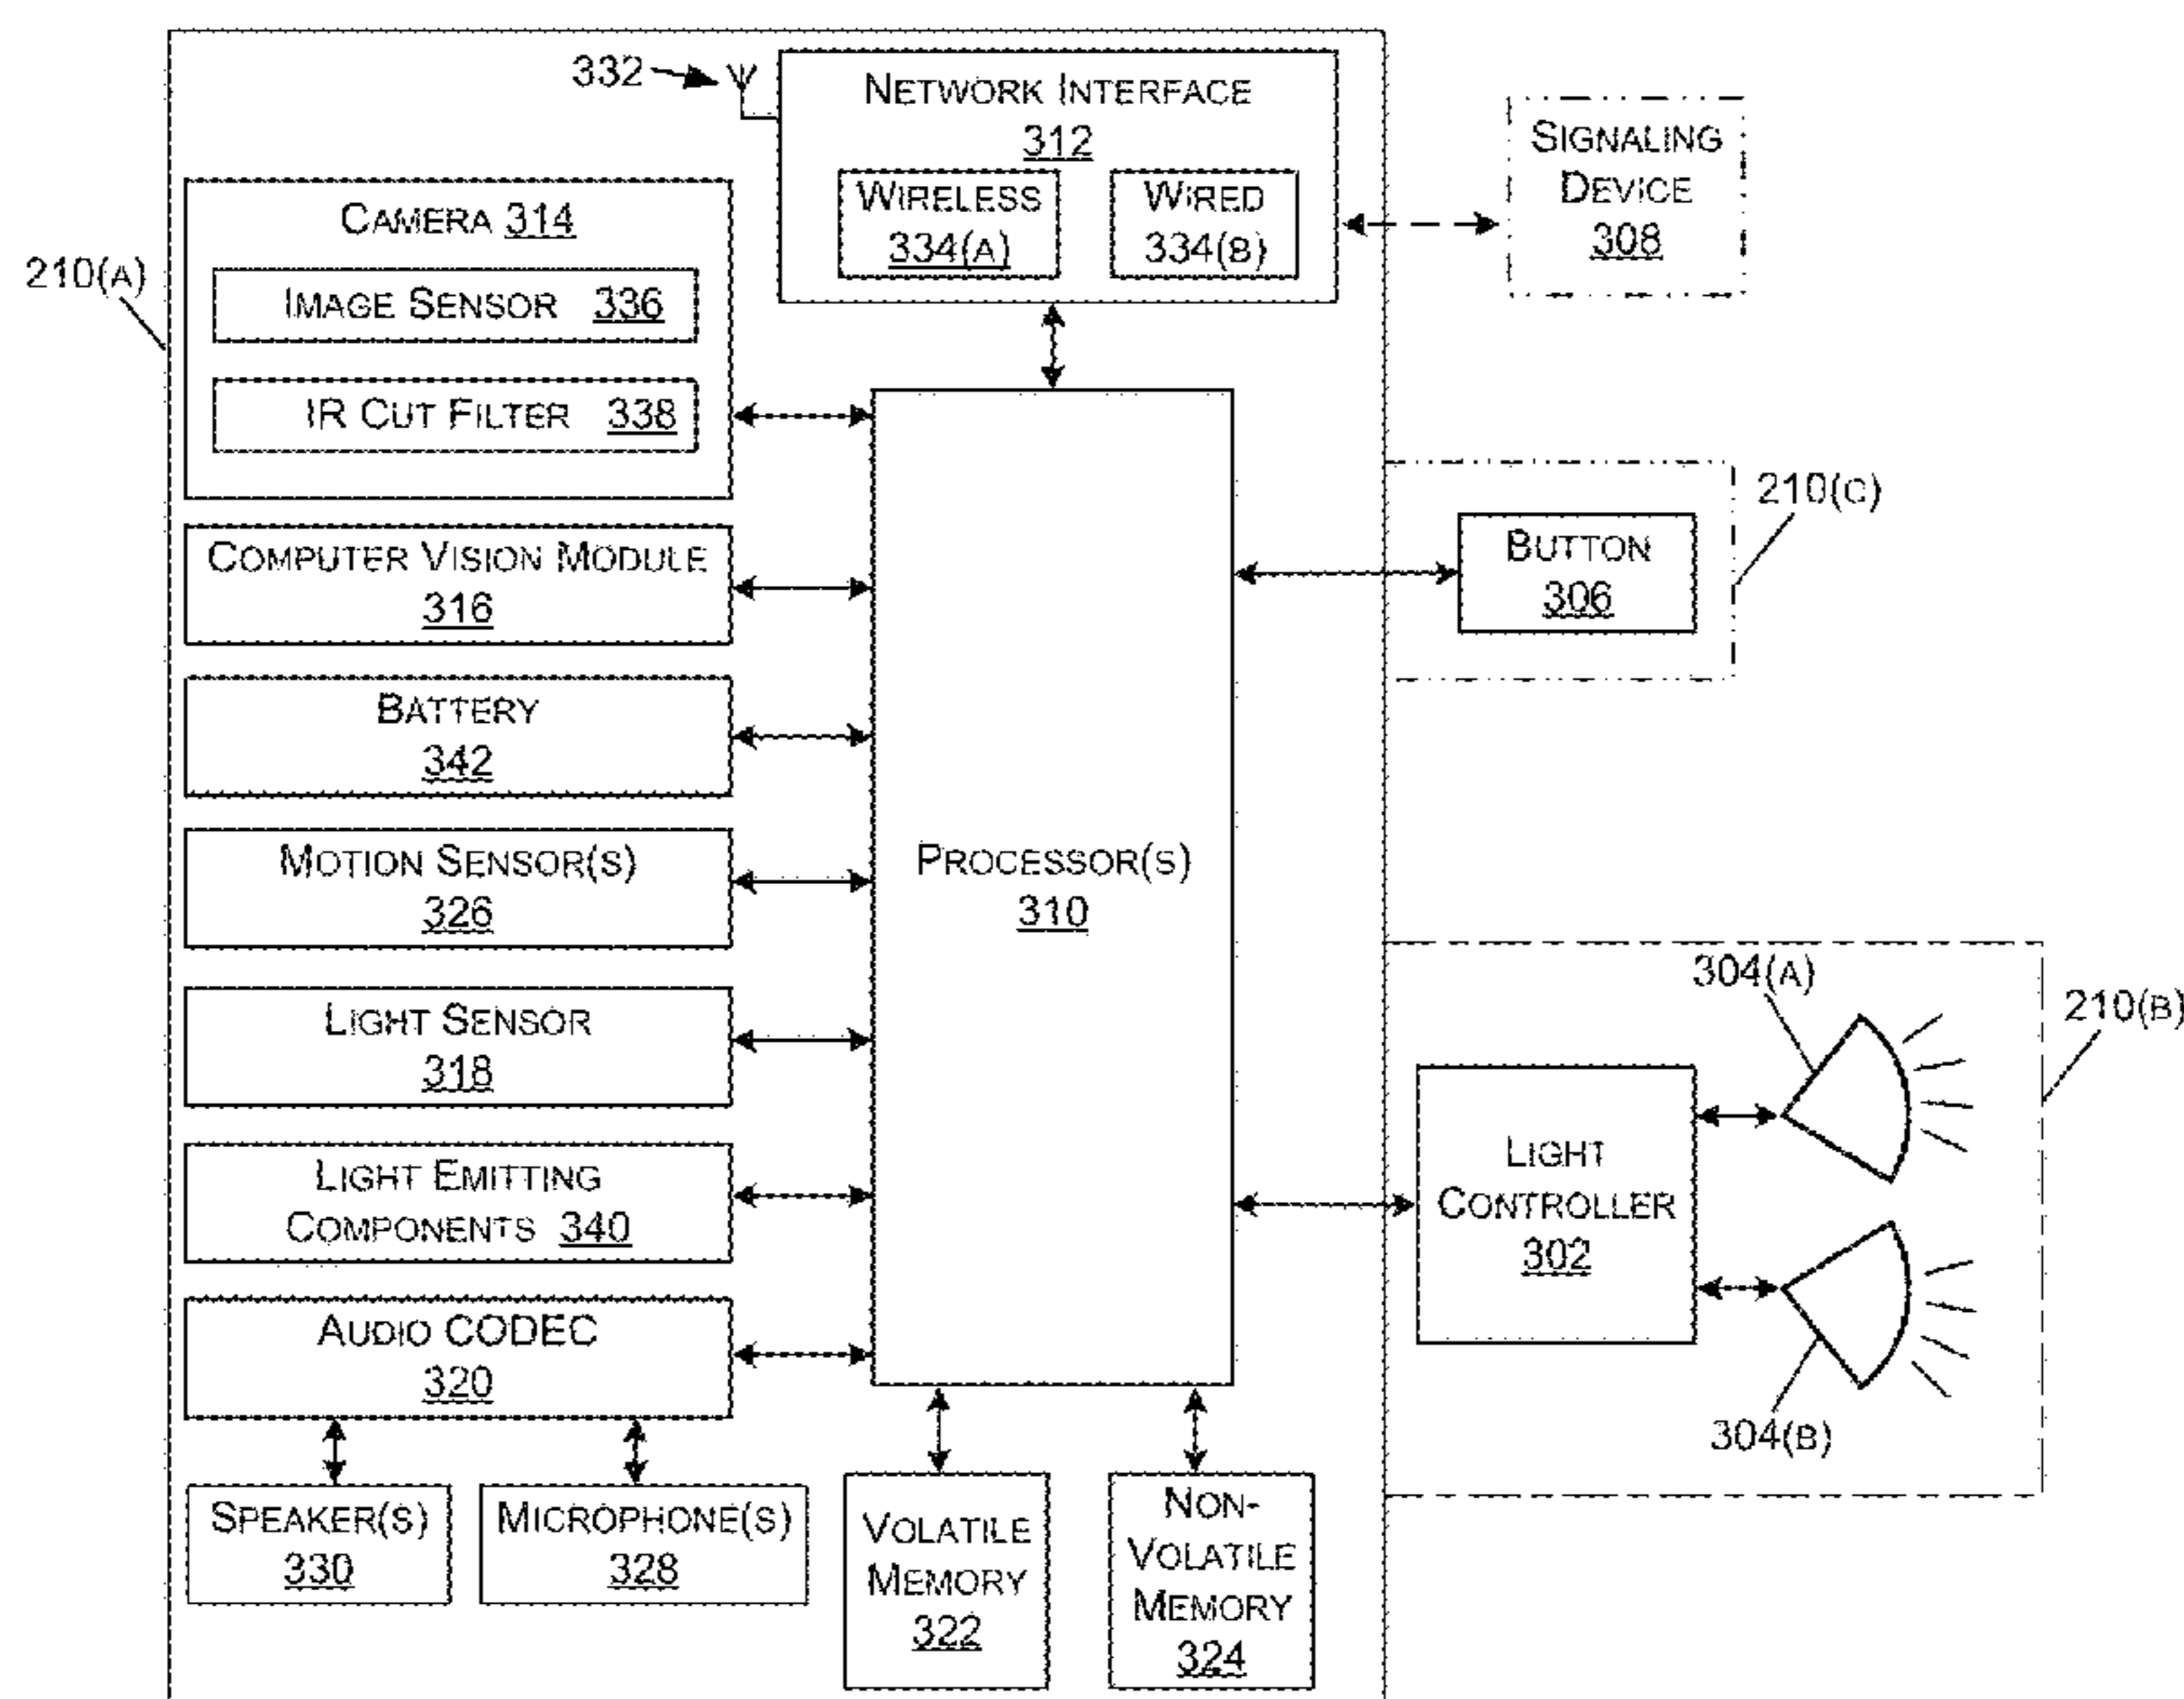 332
NETWORK INTERFACE
312
WIRELESS
334(A)
WIRED
334(B)
SIGNALING
DEVICE
308
210(A)
CAMERA 314
IMAGE SENSOR 336
IR CUT FILTER 338
COMPUTER VISION MODULE
316
BATTERY
342
MOTION SENSOR(S)
326
LIGHT SENSOR
318
LIGHT EMITTING
COMPONENTS 340
AUDIO CODEC
320
SPEAKER(S)
330
MICROPHONE(S)
328
PROCESSOR(S)
310
VOLATILE
MEMORY
322
NON-
VOLATILE
MEMORY
324
BUTTON
306
210(C)
304(A)
210(B)
LIGHT
CONTROLLER
302
304(B)